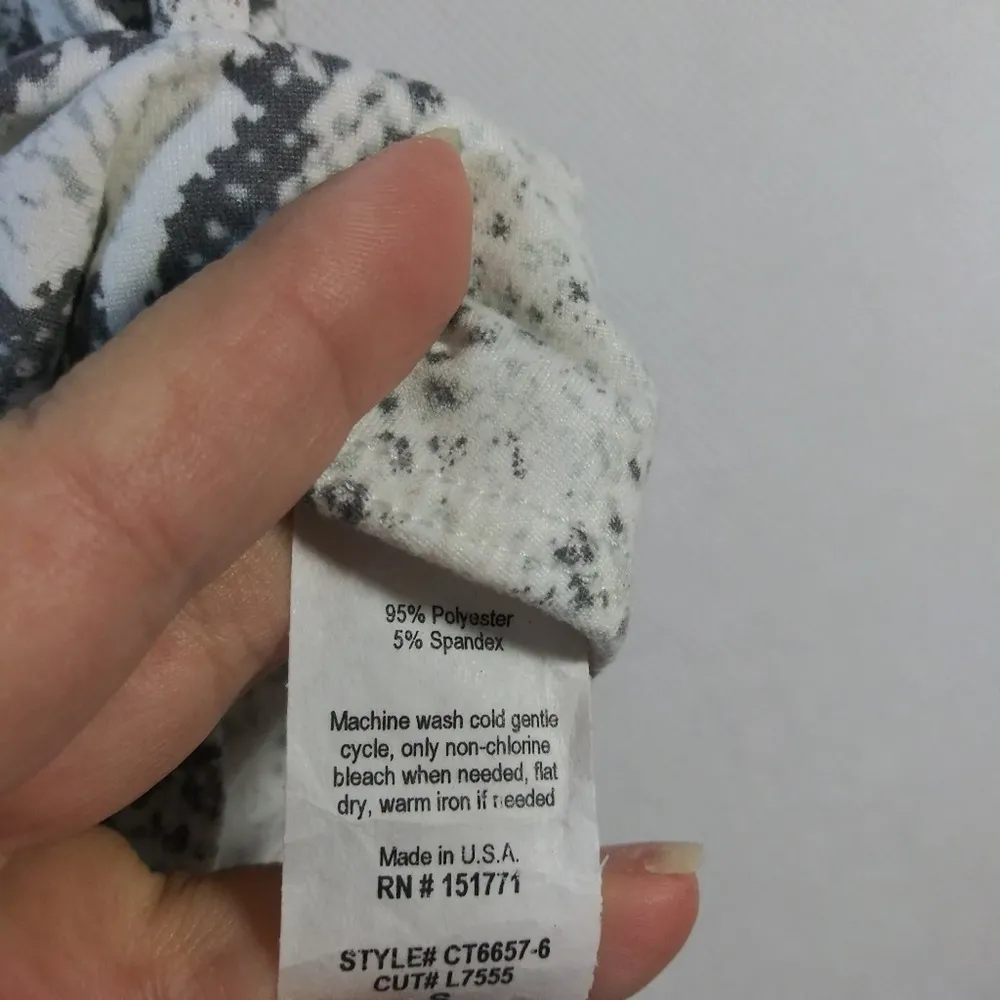 95% Polyester
5% Spandex
Machine wash cold gentle
cycle, only non-chlorine
bleach when needed, flat
dry, warm iron if needed
Made in U.S.A.
RN # 151771
STYLE# CT6657-6
CUT# L7555